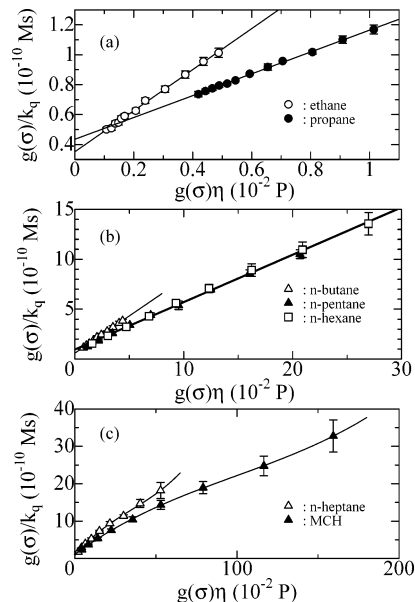 (a)
g(σ)/k_q (10⁻¹⁰ Ms)
1.2
1.0
0.8
0.6
0.4
○ : ethane
● : propane
0 0.2 0.4 0.6 0.8 1
g(σ)η (10⁻² P)
(b)
g(σ)/k_q (10⁻¹⁰ Ms)
15
10
5
△ : n-butane
▲ : n-pentane
□ : n-hexane
0 10 20 30
g(σ)η (10⁻² P)
(c)
g(σ)/k_q (10⁻¹⁰ Ms)
40
30
20
10
0
△ : n-heptane
▲ : MCH
0 100 200
g(σ)η (10⁻² P)